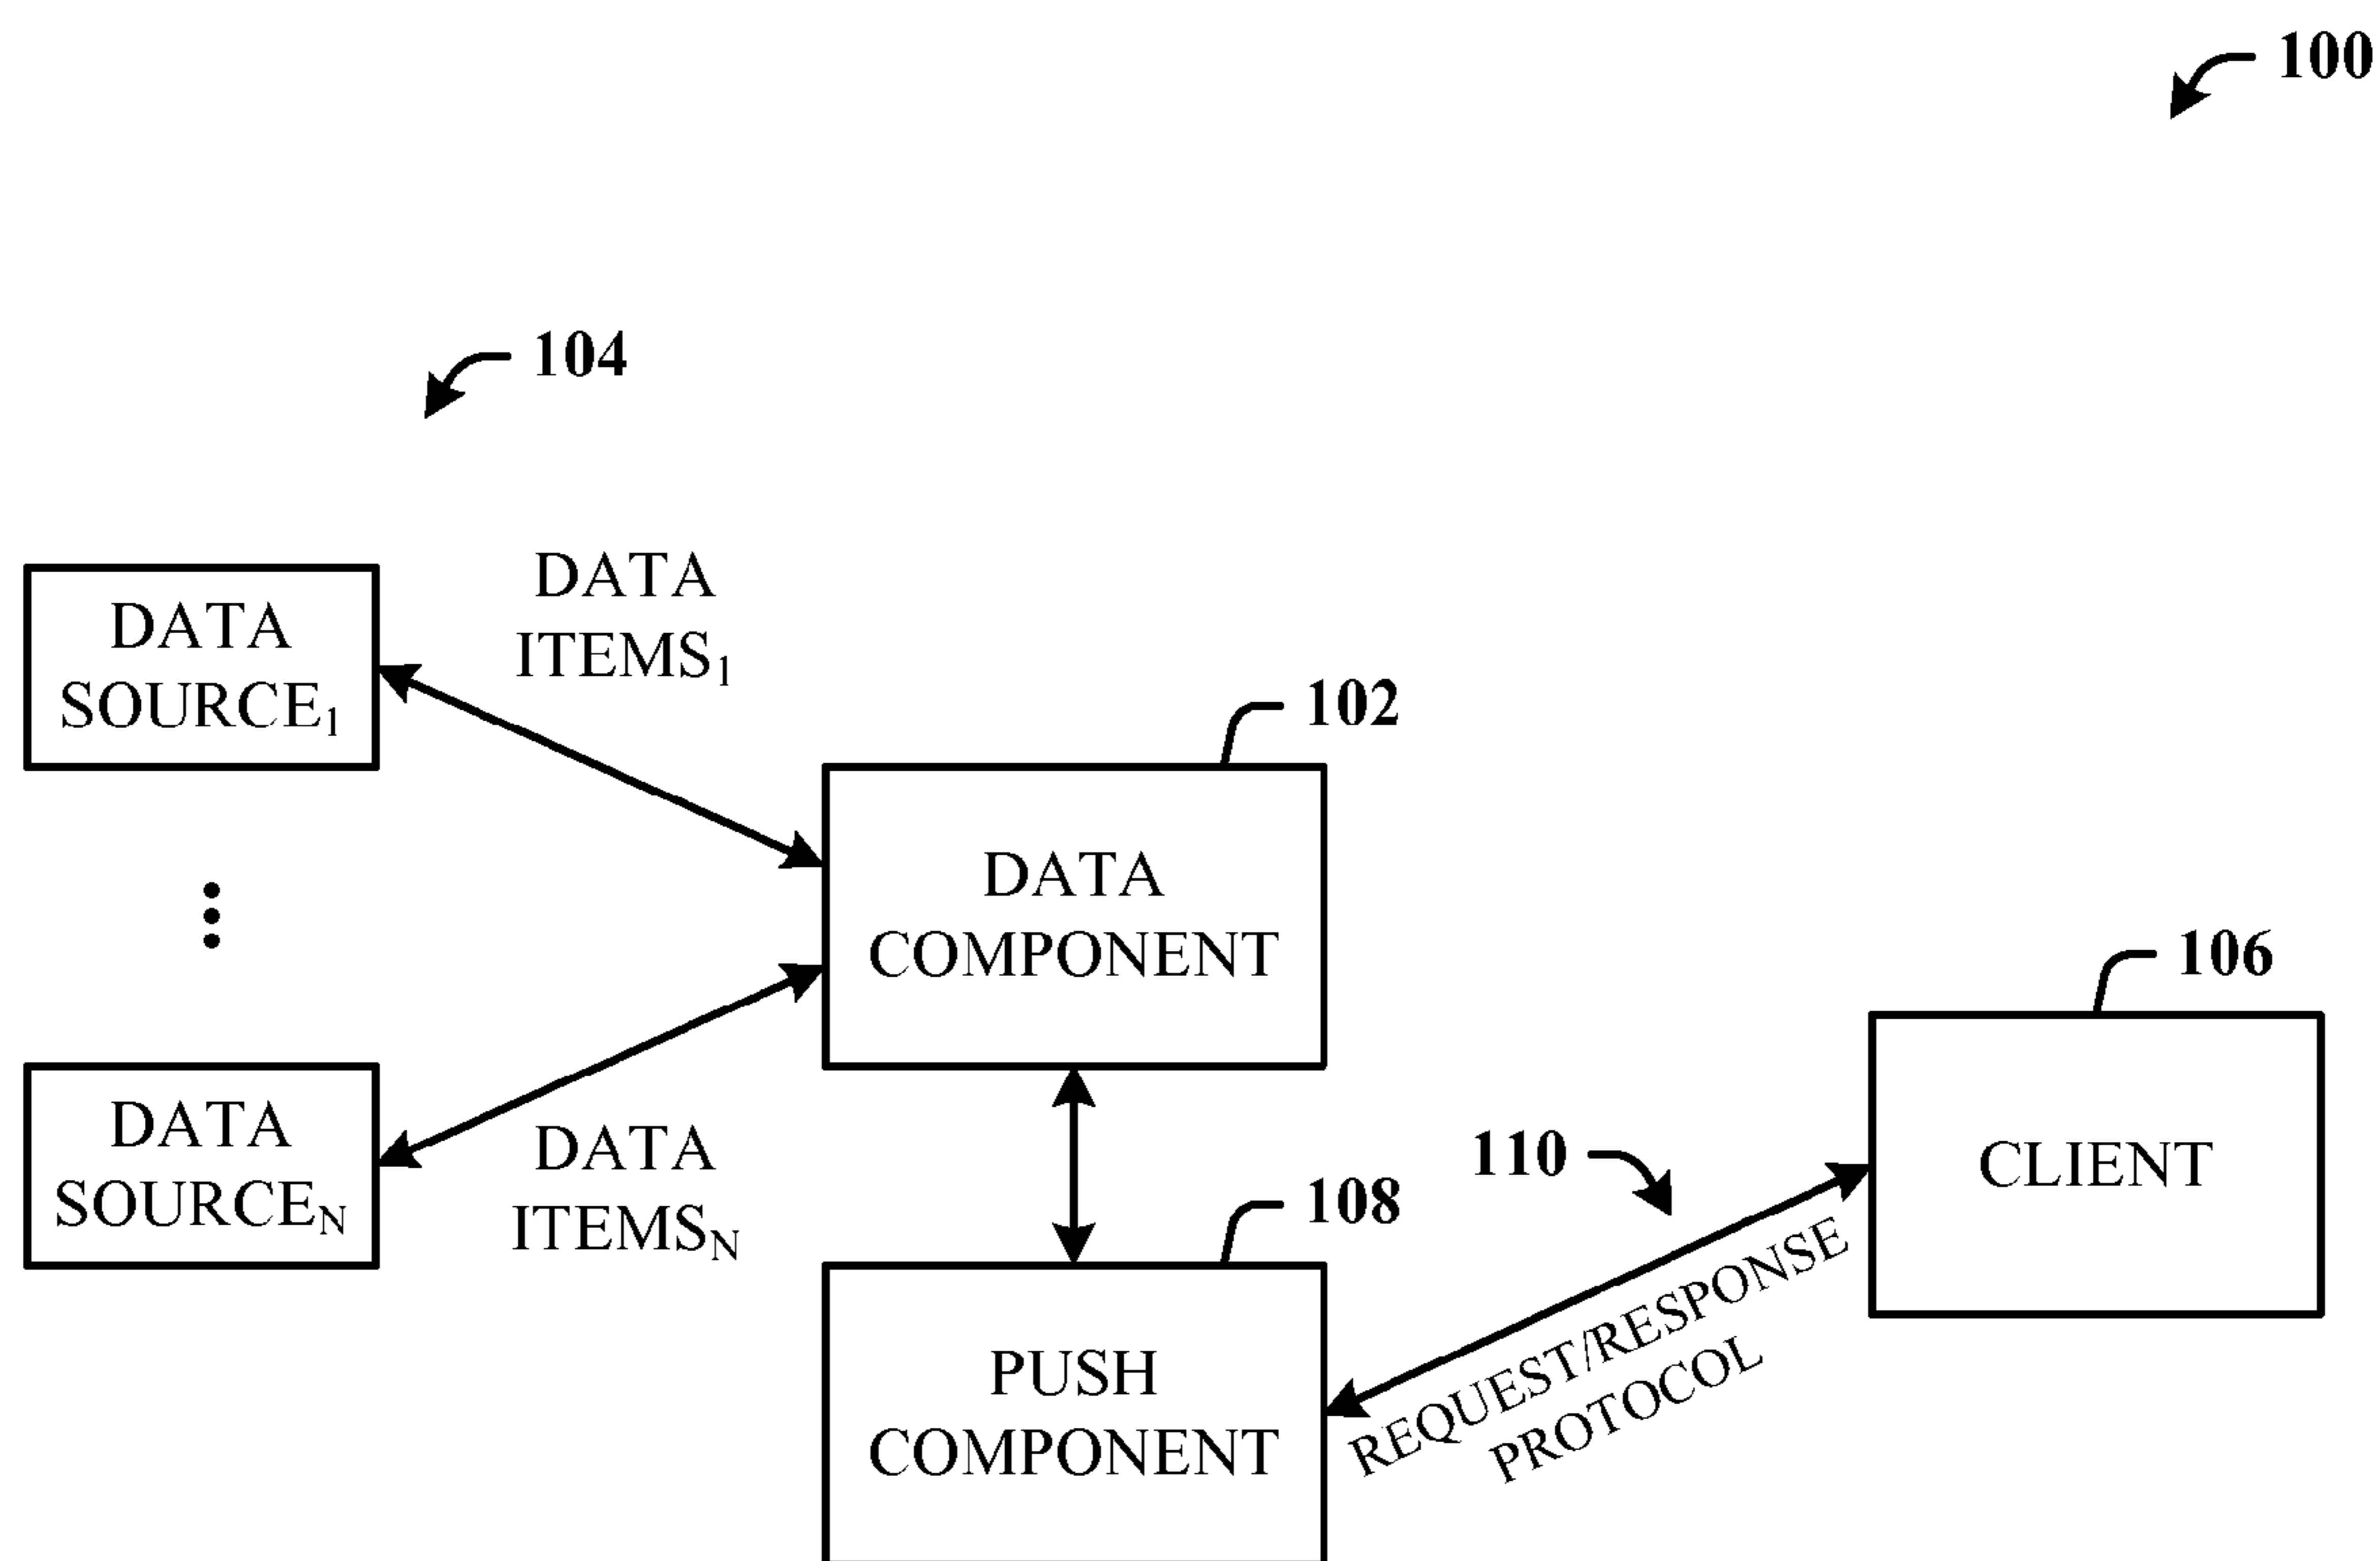 100
104
DATA
SOURCE₁
DATA
ITEMS₁
102
DATA
COMPONENT
106
CLIENT
DATA
SOURCEN
DATA
ITEMSN
110
REQUEST/RESPONSE
PROTOCOL
108
PUSH
COMPONENT